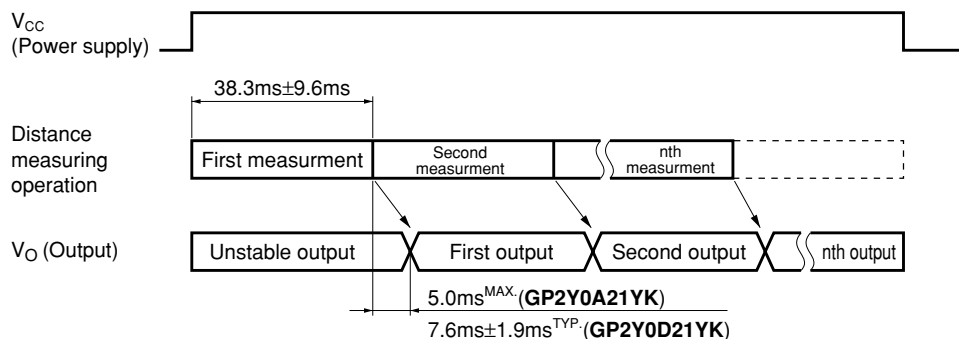 VCC
(Power supply)
38.3ms±9.6ms
Distance
measuring
operation
First measurment
Second
measurment
nth
measurment
VO (Output)
Unstable output
First output
Second output
nth output
5.0msMAX.(GP2Y0A21YK)
7.6ms±1.9msTYP.(GP2Y0D21YK)